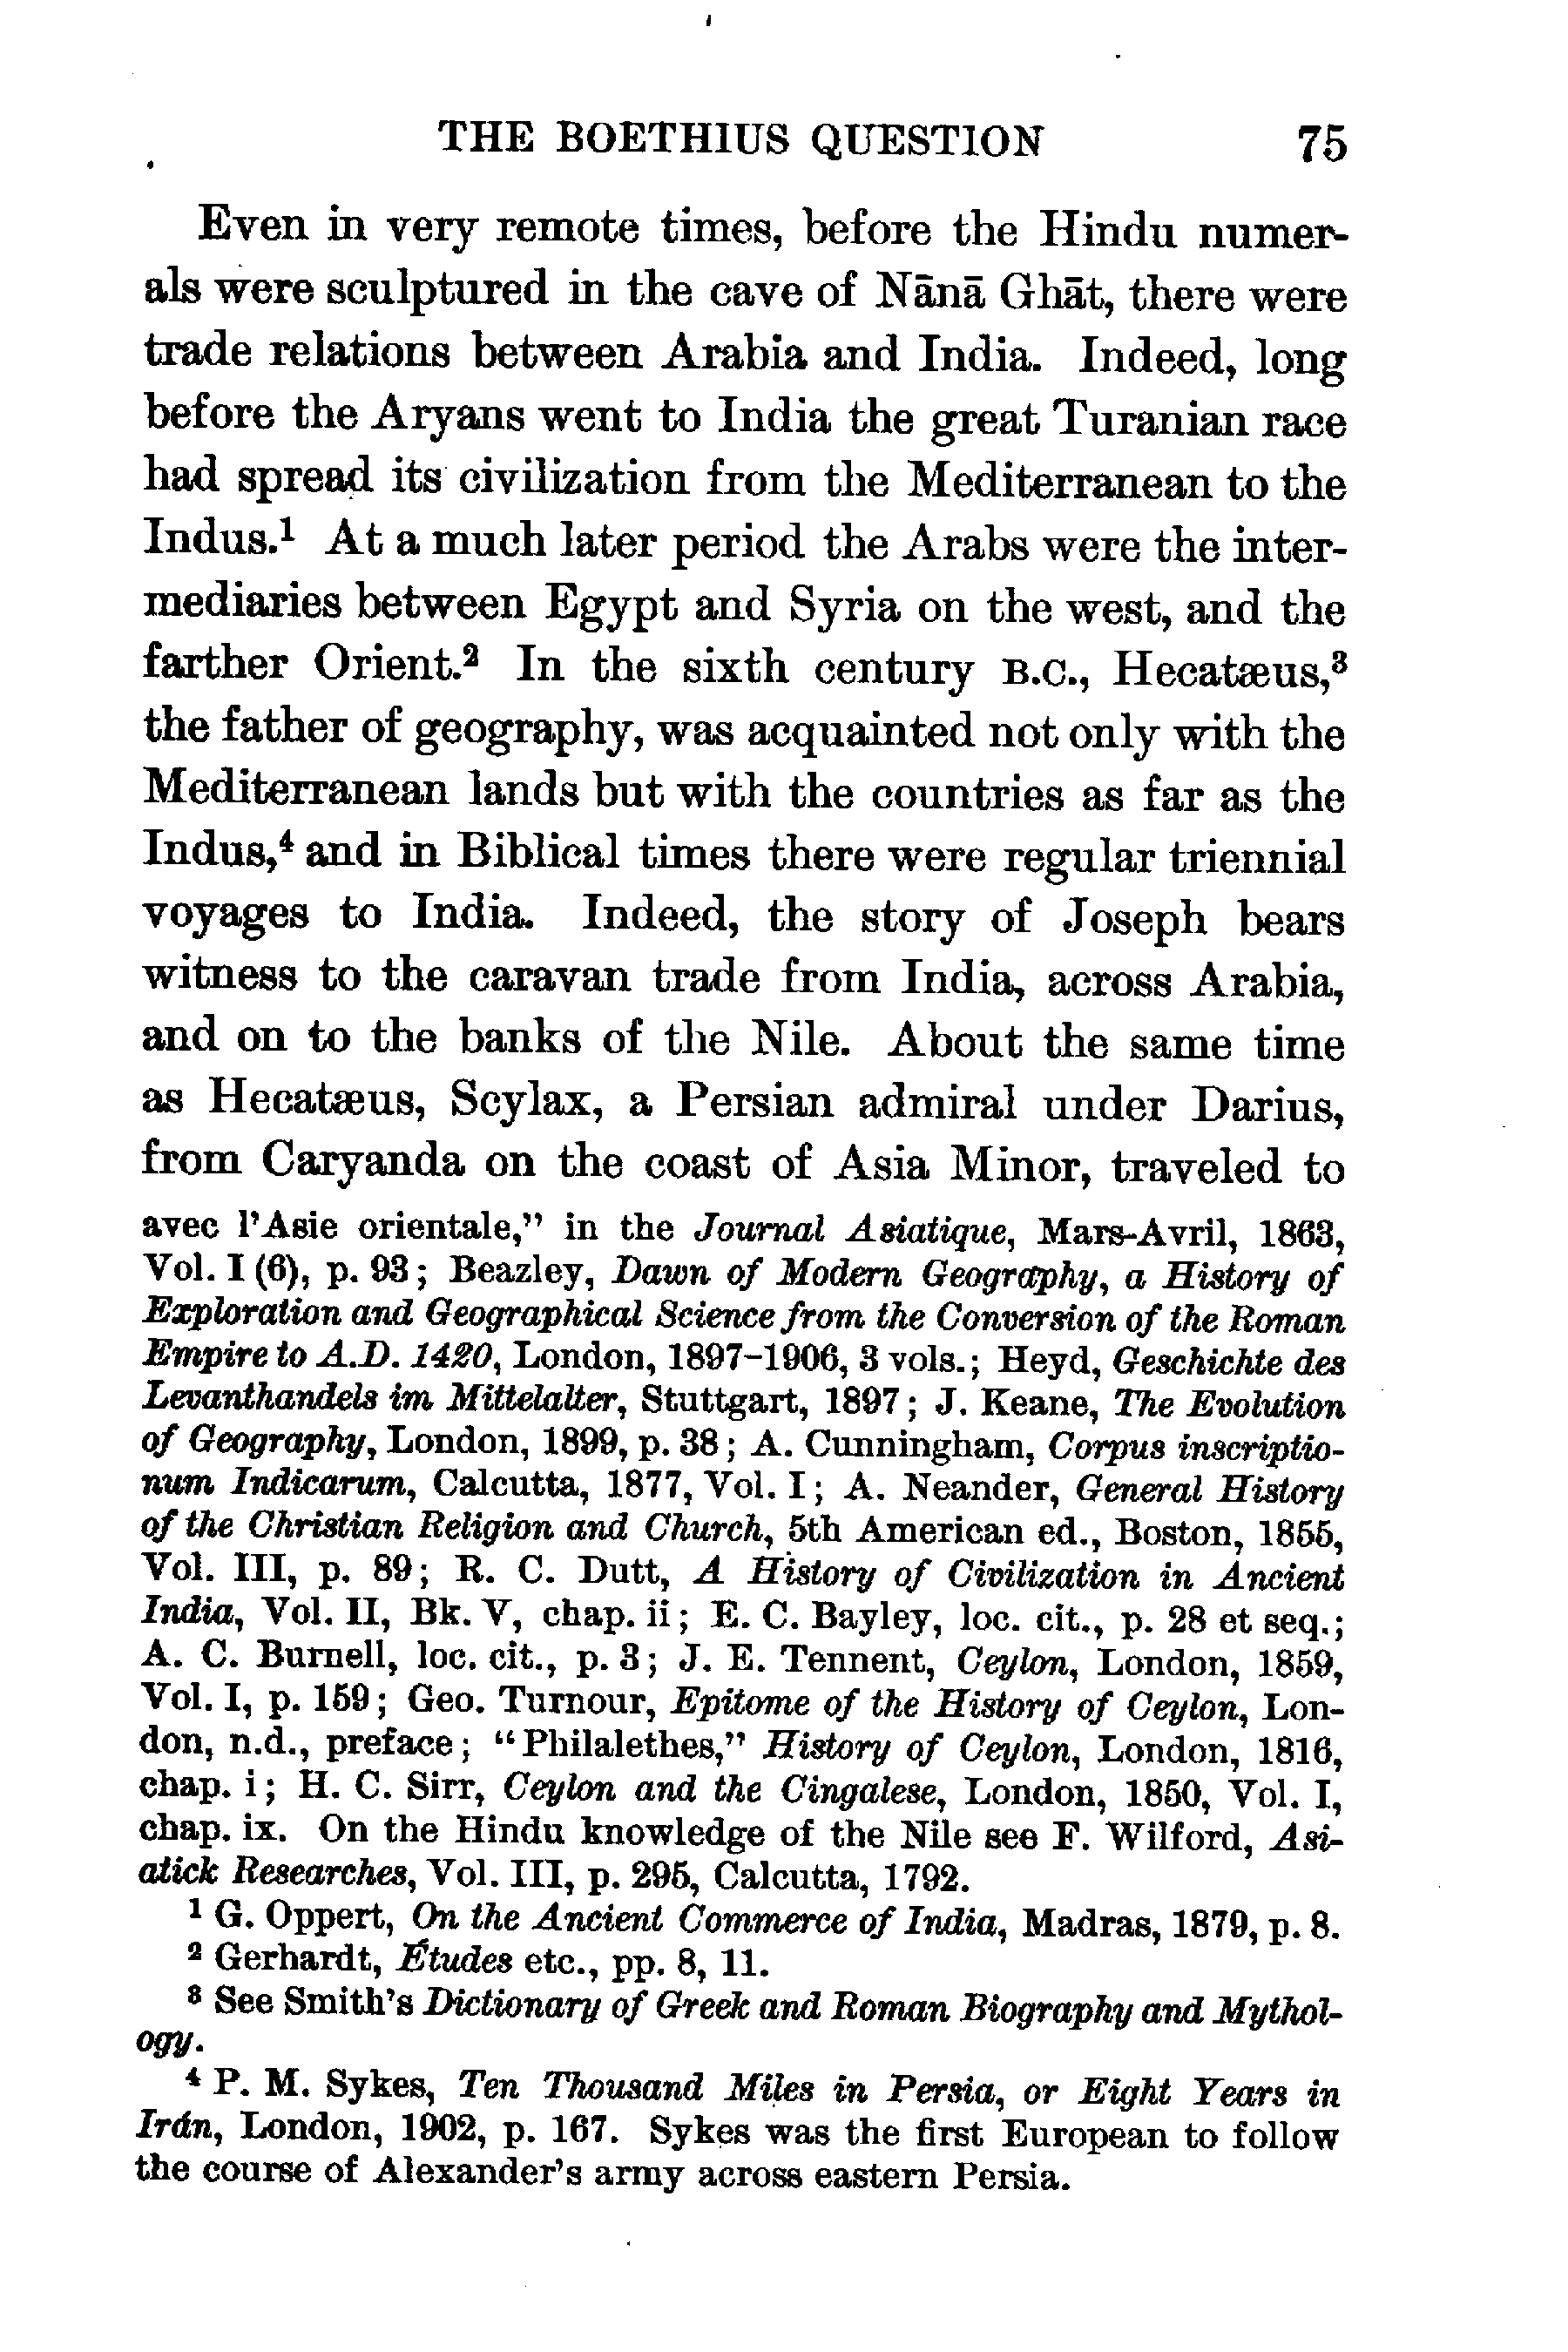 THE BOETHIUS QUESTION 75
Even in very remote times, before the Hindu numer-
als were sculptured in the cave of Nānā Ghāt, there were
trade relations between Arabia and India. Indeed, long
before the Aryans went to India the great Turanian race
had spread its civilization from the Mediterranean to the
Indus.¹ At a much later period the Arabs were the inter-
mediaries between Egypt and Syria on the west, and the
farther Orient.² In the sixth century B.C., Hecatæus,³
the father of geography, was acquainted not only with the
Mediterranean lands but with the countries as far as the
Indus,⁴ and in Biblical times there were regular triennial
voyages to India. Indeed, the story of Joseph bears
witness to the caravan trade from India, across Arabia,
and on to the banks of the Nile. About the same time
as Hecatæus, Scylax, a Persian admiral under Darius,
from Caryanda on the coast of Asia Minor, traveled to
avec l'Asie orientale," in the Journal Asiatique, Mars-Avril, 1863,
Vol. I (6), p. 93; Beazley, Dawn of Modern Geography, a History of
Exploration and Geographical Science from the Conversion of the Roman
Empire to A.D. 1420, London, 1897–1906, 3 vols.; Heyd, Geschichte des
Levanthandels im Mittelalter, Stuttgart, 1897; J. Keane, The Evolution
of Geography, London, 1899, p. 38; A. Cunningham, Corpus inscriptio-
num Indicarum, Calcutta, 1877, Vol. I; A. Neander, General History
of the Christian Religion and Church, 5th American ed., Boston, 1855,
Vol. III, p. 89; R. C. Dutt, A History of Civilization in Ancient
India, Vol. II, Bk. V, chap. ii; E. C. Bayley, loc. cit., p. 28 et seq.;
A. C. Burnell, loc. cit., p. 3; J. E. Tennent, Ceylon, London, 1859,
Vol. I, p. 159; Geo. Turnour, Epitome of the History of Ceylon, Lon-
don, n.d., preface; "Philalethes," History of Ceylon, London, 1816,
chap. i; H. C. Sirr, Ceylon and the Cingalese, London, 1850, Vol. I,
chap. ix. On the Hindu knowledge of the Nile see F. Wilford, Asi-
atick Researches, Vol. III, p. 295, Calcutta, 1792.
¹ G. Oppert, On the Ancient Commerce of India, Madras, 1879, p. 8.
² Gerhardt, Études etc., pp. 8, 11.
³ See Smith's Dictionary of Greek and Roman Biography and Mythol-
ogy.
⁴ P. M. Sykes, Ten Thousand Miles in Persia, or Eight Years in
Irán, London, 1902, p. 167. Sykes was the first European to follow
the course of Alexander's army across eastern Persia.